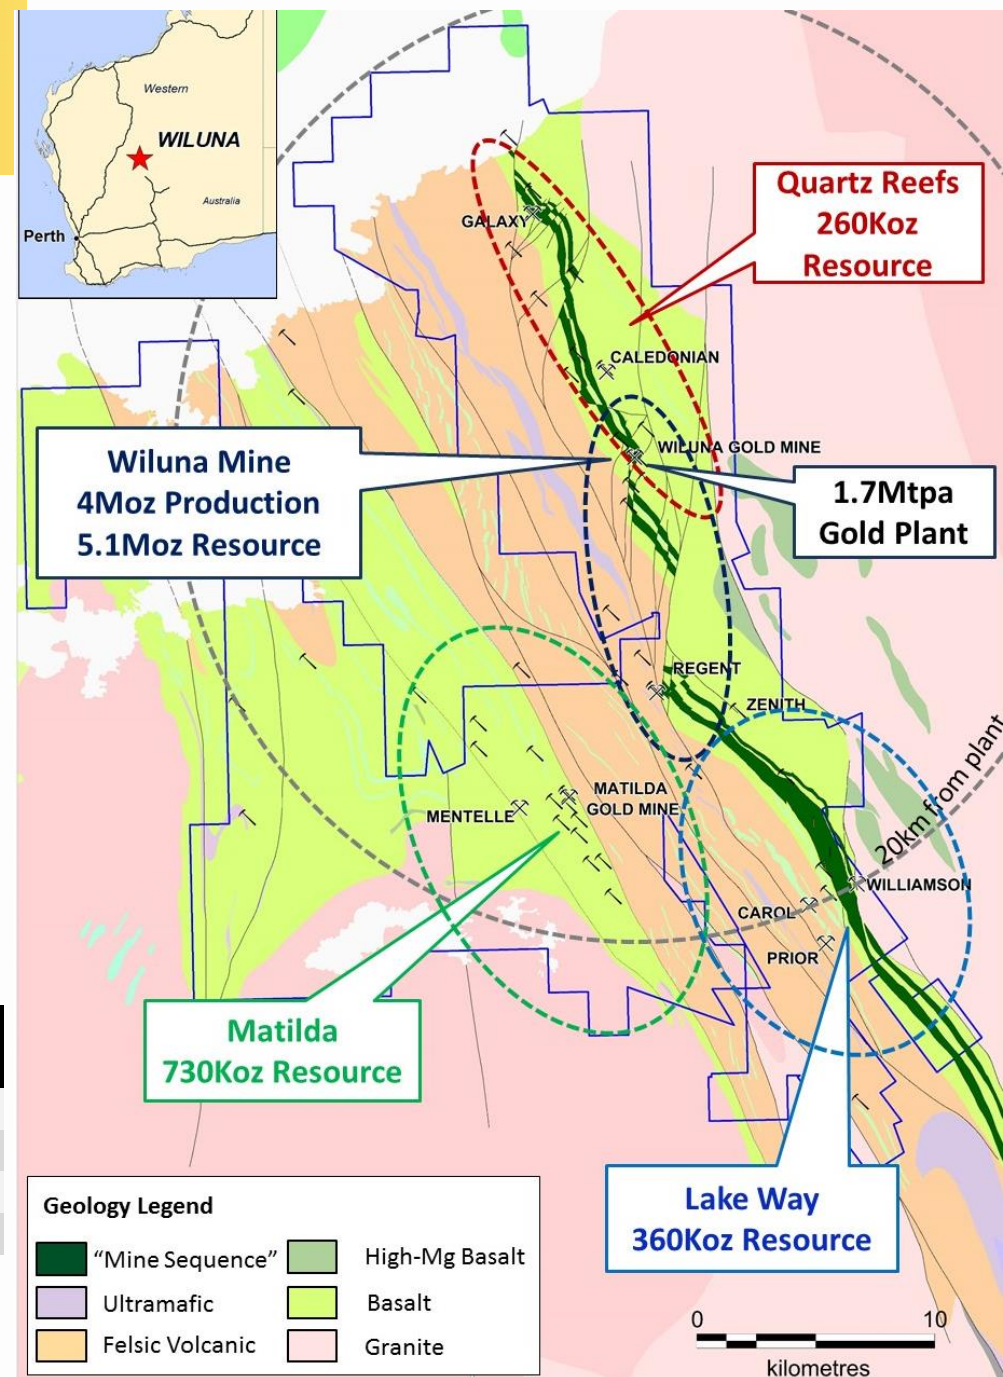 Western
WILUNA
Australia
Perth
Quartz Reefs
260Koz
Resource
GALAXY
CALEDONIAN
WILUNA GOLD MINE
Wiluna Mine
4Moz Production
5.1Moz Resource
1.7Mtpa
Gold Plant
REGENT
ZENITH
20km from plant
MATILDA
GOLD MINE
MENTELLE
WILLIAMSON
CAROL
PRIOR
Matilda
730Koz Resource
Lake Way
360Koz Resource
Geology Legend
"Mine Sequence"
High-Mg Basalt
Ultramafic
Basalt
Felsic Volcanic
Granite
0 10
kilometres